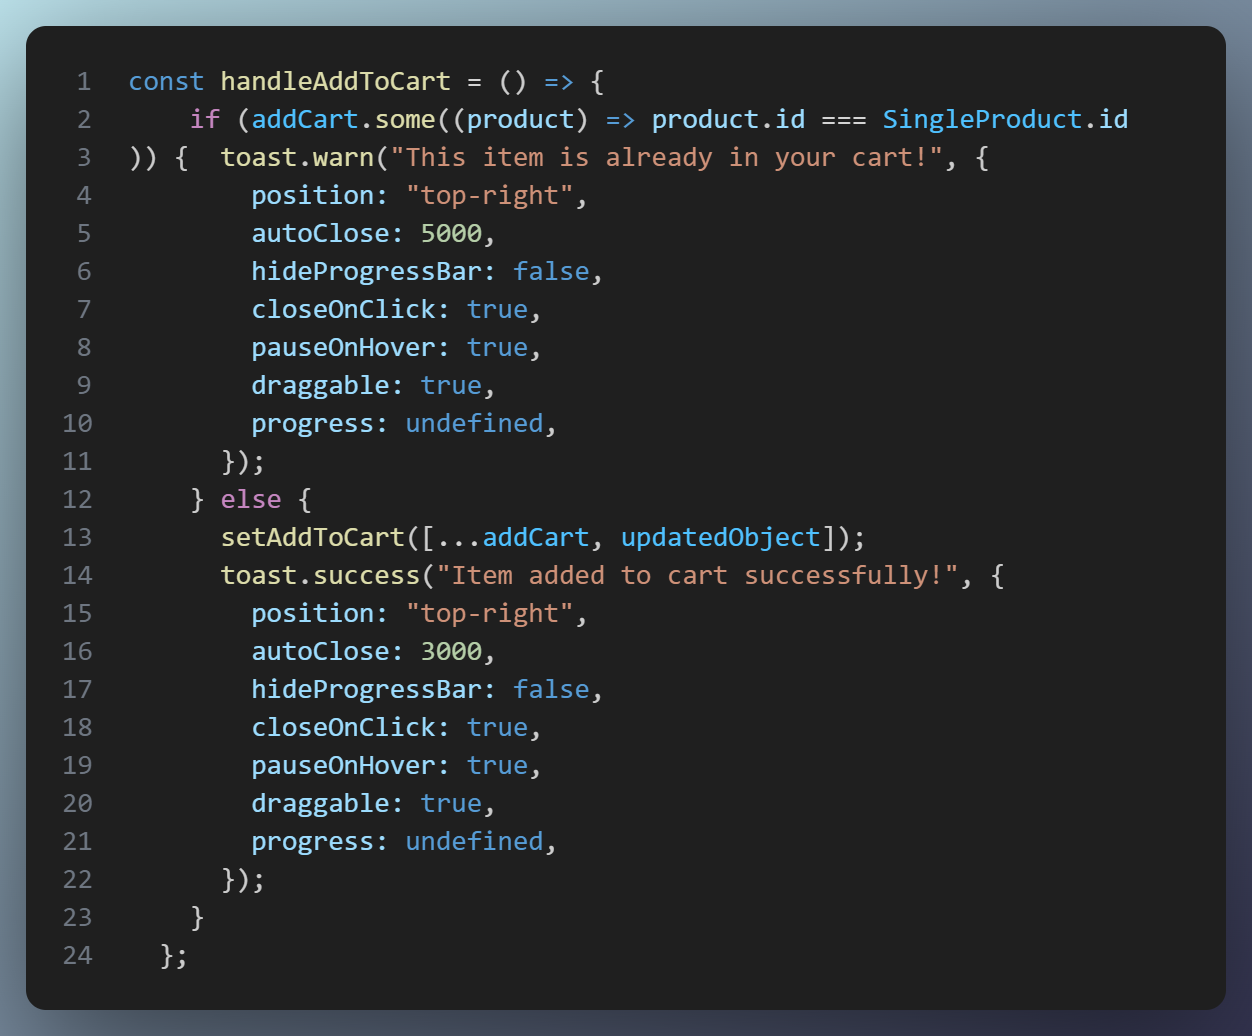 1 const handleAddToCart = () => {
2     if (addCart.some((product) => product.id === SingleProduct.id
3 )) {  toast.warn("This item is already in your cart!", {
4         position: "top-right",
5         autoClose: 5000,
6         hideProgressBar: false,
7         closeOnClick: true,
8         pauseOnHover: true,
9         draggable: true,
10         progress: undefined,
11       });
12     } else {
13       setAddToCart([...addCart, updatedObject]);
14       toast.success("Item added to cart successfully!", {
15         position: "top-right",
16         autoClose: 3000,
17         hideProgressBar: false,
18         closeOnClick: true,
19         pauseOnHover: true,
20         draggable: true,
21         progress: undefined,
22       });
23     }
24   };